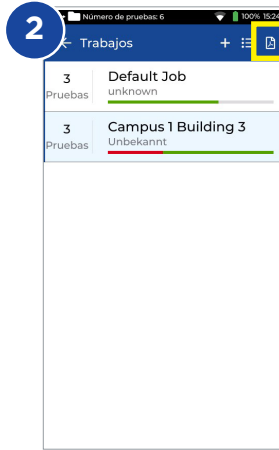 2
Número de pruebas: 6
100% 15:24
Trabajos
3
Pruebas
Default Job
unknown
3
Pruebas
Campus 1 Building 3
Unbekannt